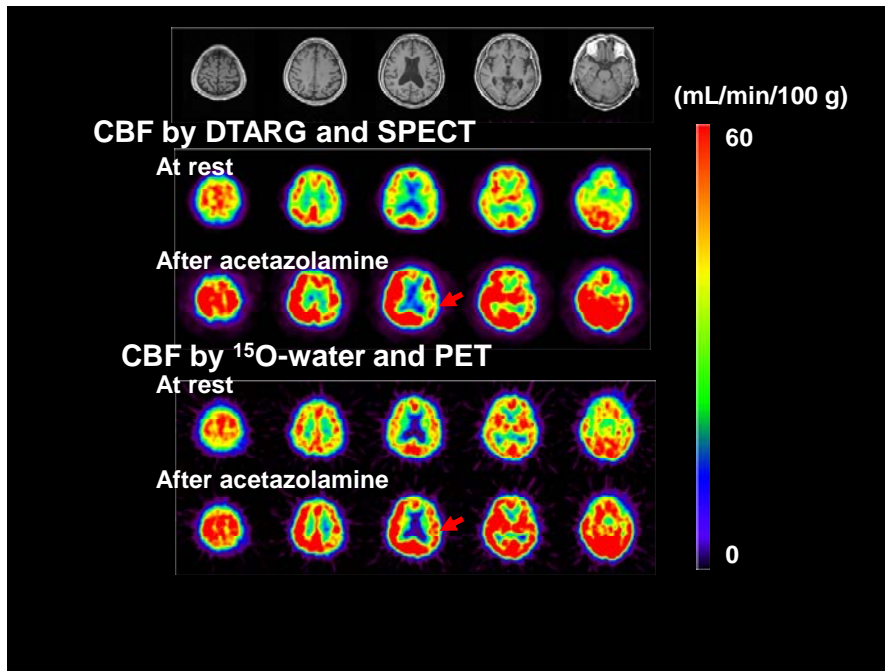 (mL/min/100 g)
60
CBF by DTARG and SPECT
At rest
After acetazolamine
CBF by ¹⁵O-water and PET
At rest
After acetazolamine
0